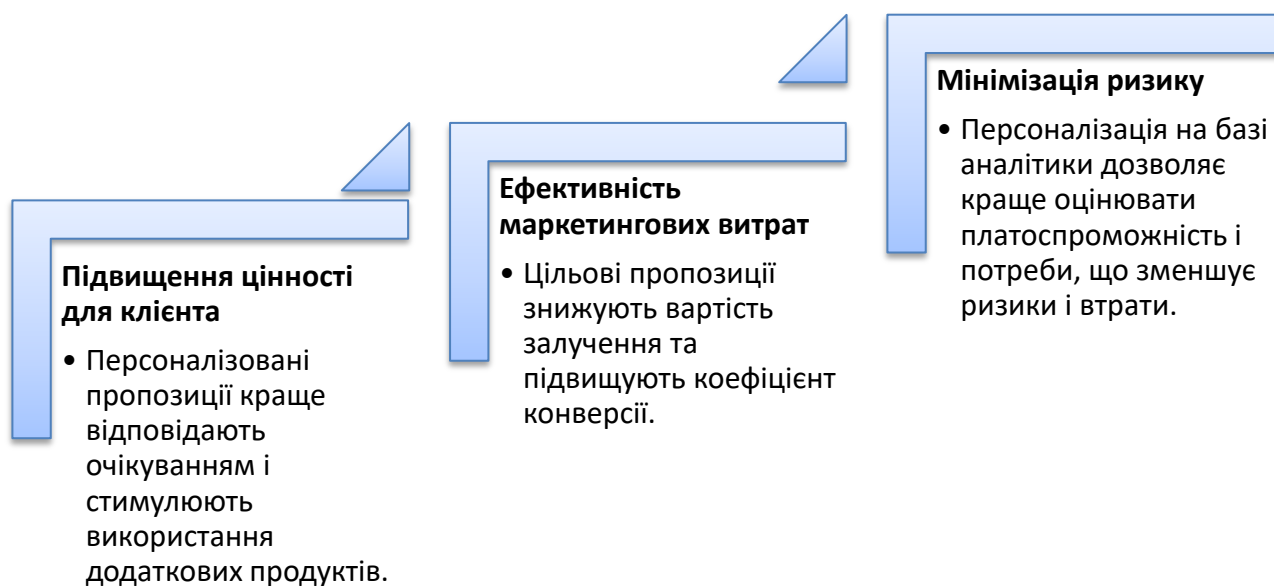 Підвищення цінності
для клієнта
• Персоналізовані
пропозиції краще
відповідають
очікуванням і
стимулюють
використання
додаткових продуктів.
Ефективність
маркетингових витрат
• Цільові пропозиції
знижують вартість
залучення та
підвищують коефіцієнт
конверсії.
Мінімізація ризику
• Персоналізація на базі
аналітики дозволяє
краще оцінювати
платоспроможність і
потреби, що зменшує
ризики і втрати.